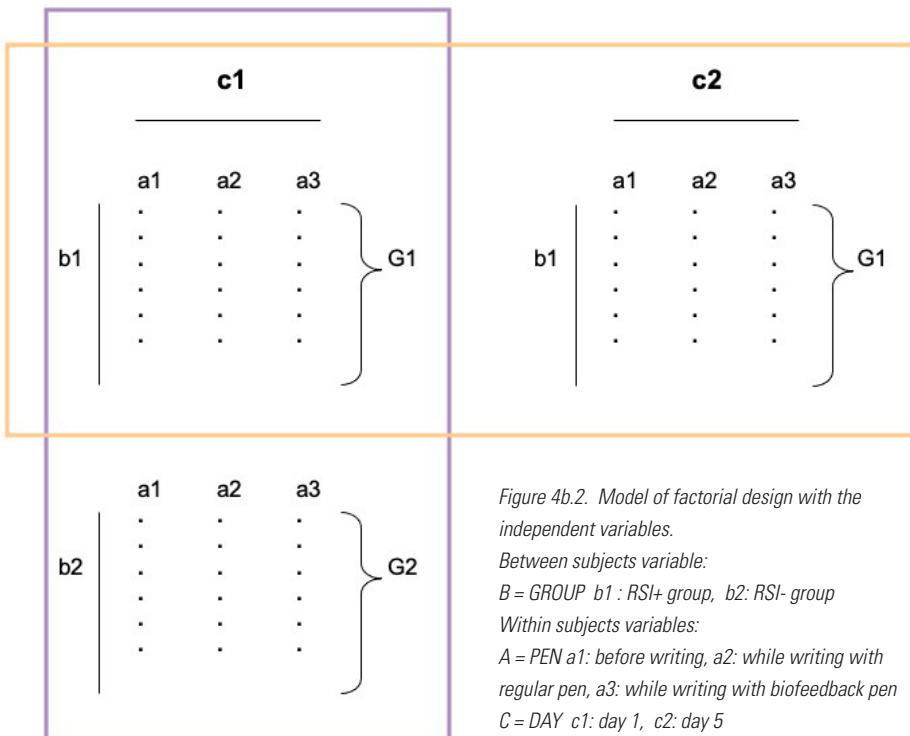 c1 c2
a1 a2 a3 a1 a2 a3
b1 G1 b1 G1
a1 a2 a3
b2 G2
Figure 4b.2. Model of factorial design with the
independent variables.
Between subjects variable:
B = GROUP b1 : RSI+ group, b2: RSI- group
Within subjects variables:
A = PEN a1: before writing, a2: while writing with
regular pen, a3: while writing with biofeedback pen
C = DAY c1: day 1, c2: day 5